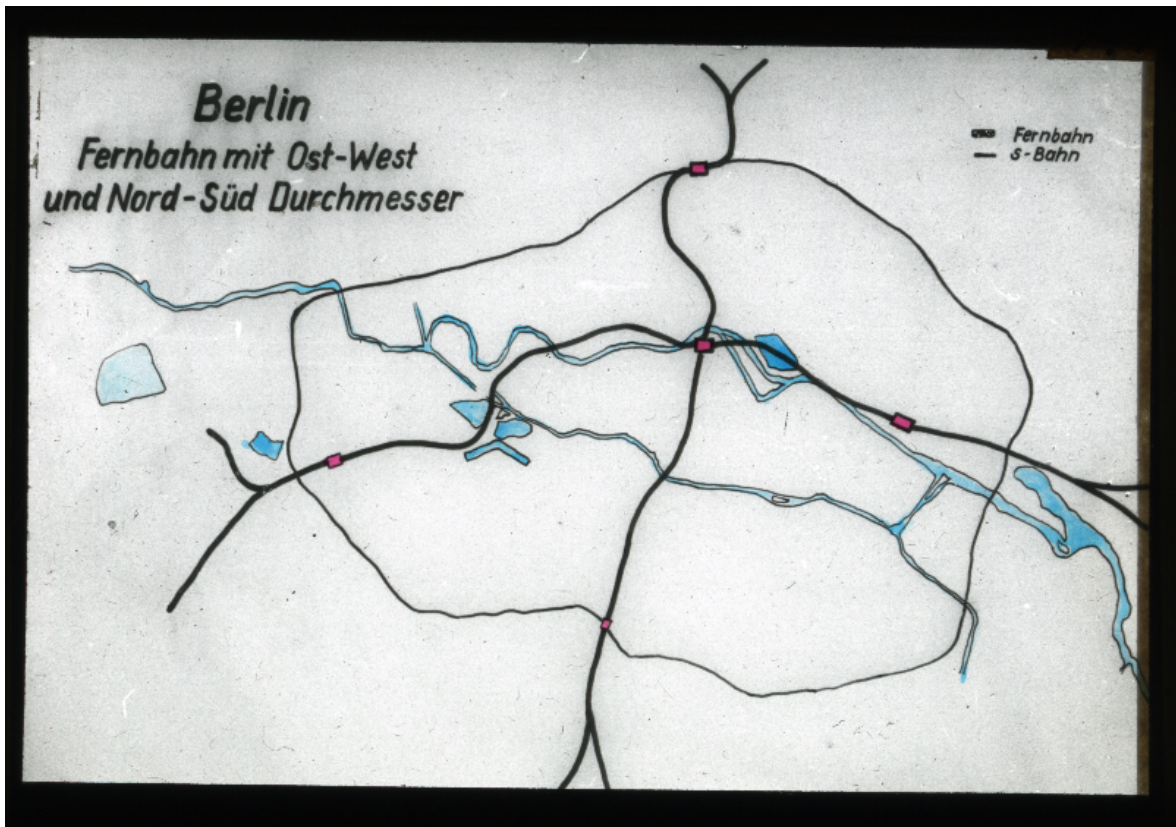 Berlin
Fernbahn mit Ost-West
und Nord-Süd Durchmesser
Fernbahn
S-Bahn